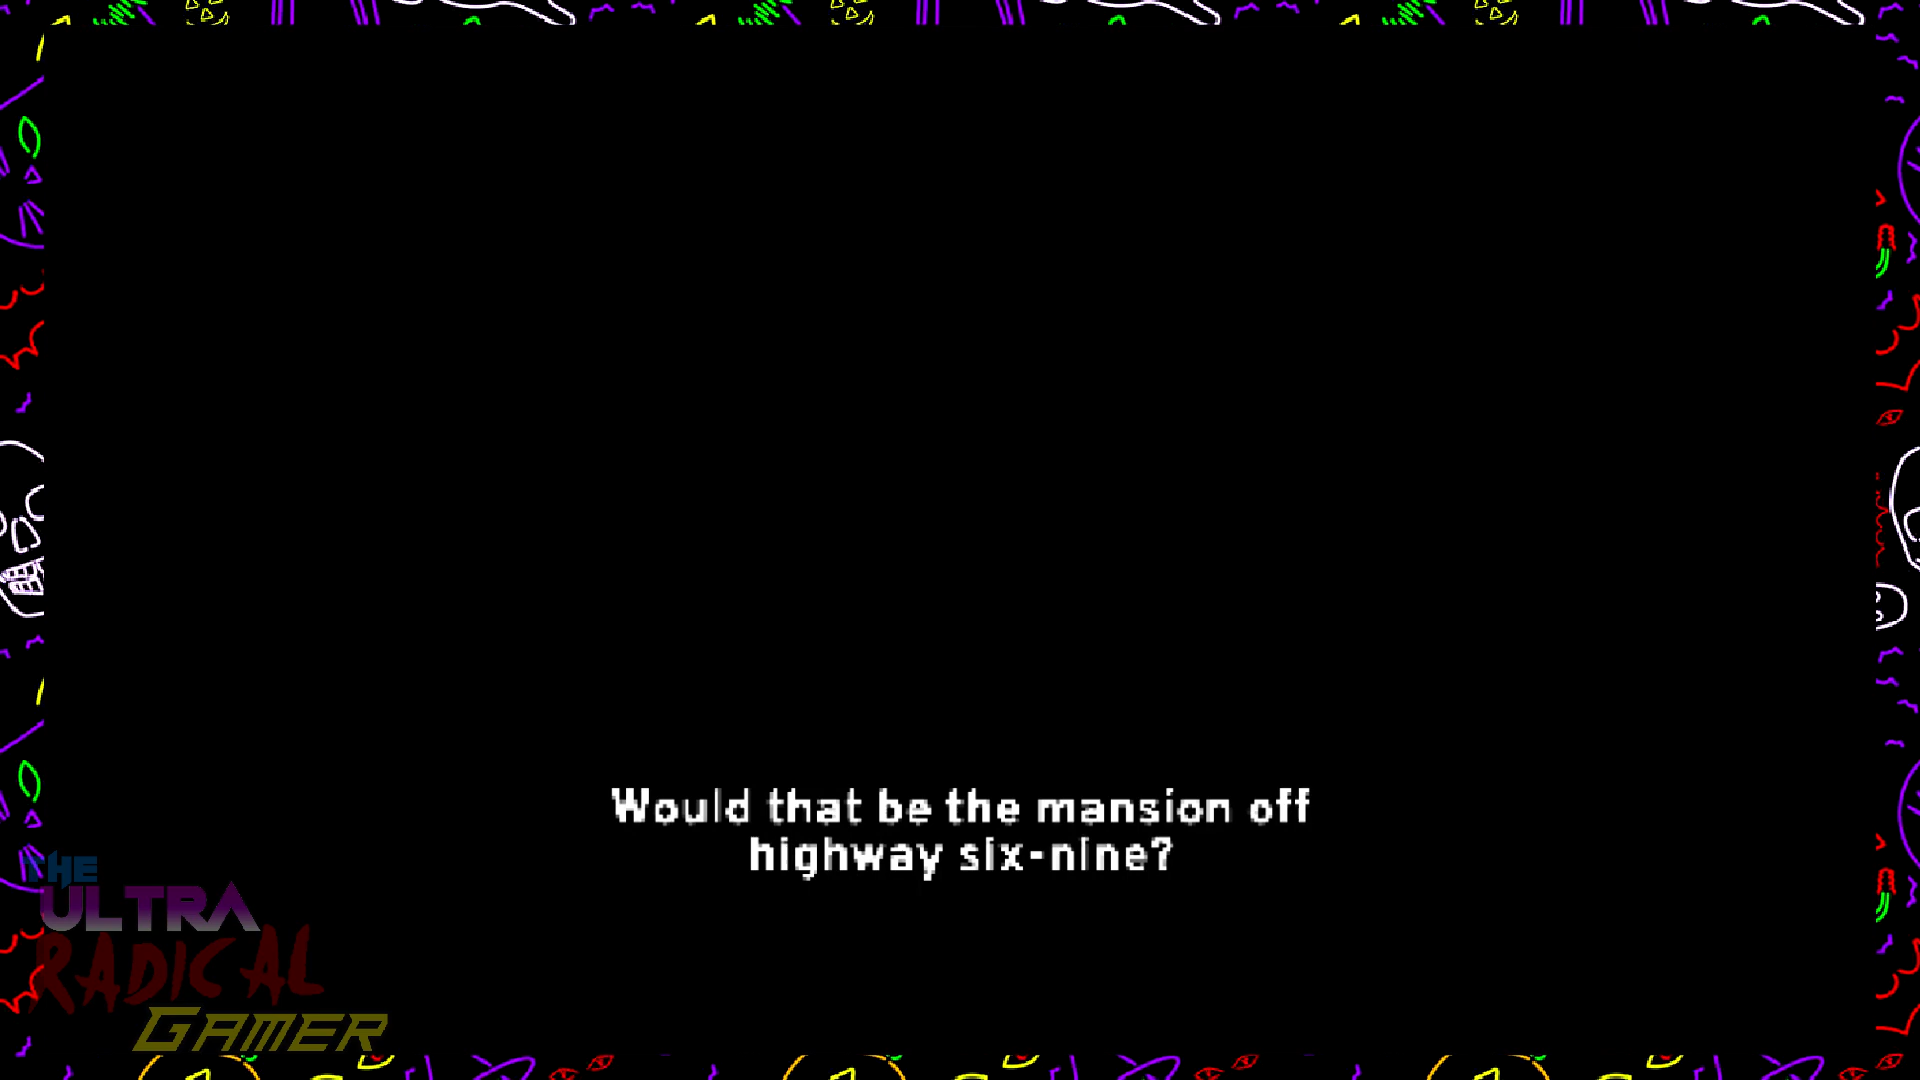 Would that be the mansion off
highway six-nine?
THE
ULTRA
RADICAL
GAMER